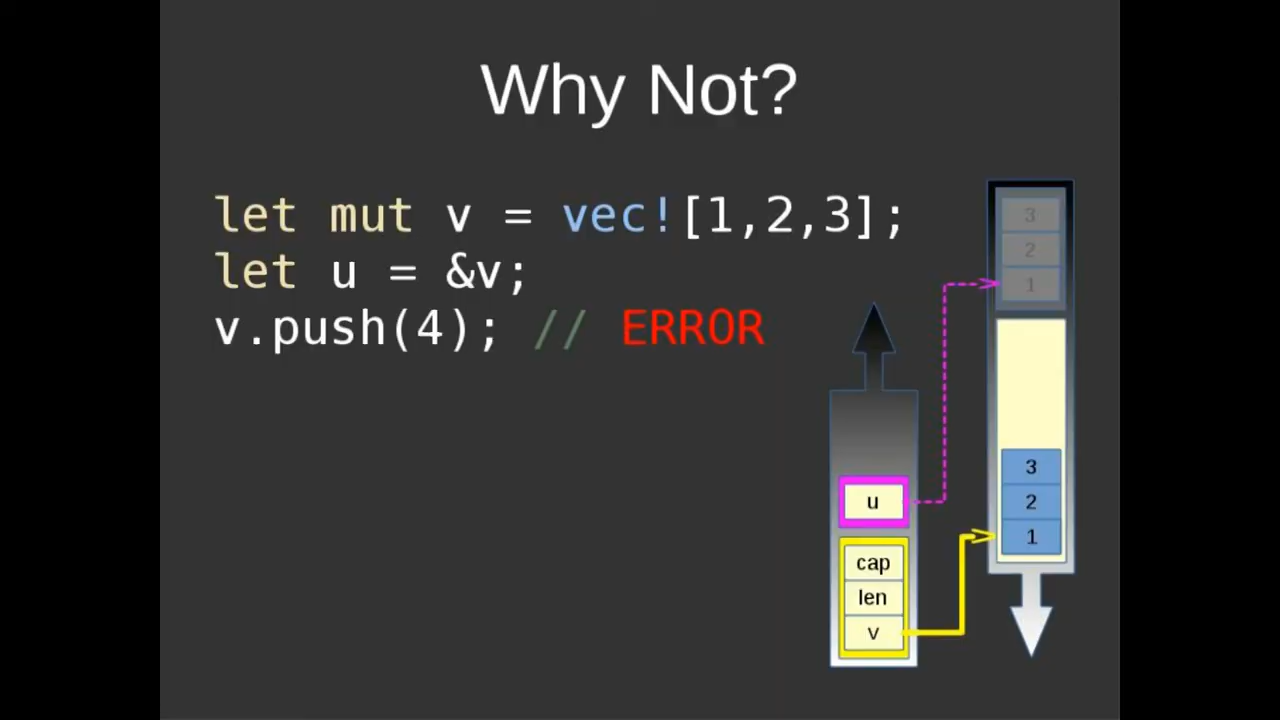 Why Not?
let mut v = vec![1,2,3];
let u = &v;
v.push(4); // ERROR
3
2
1
3
2
1
u
cap
len
v